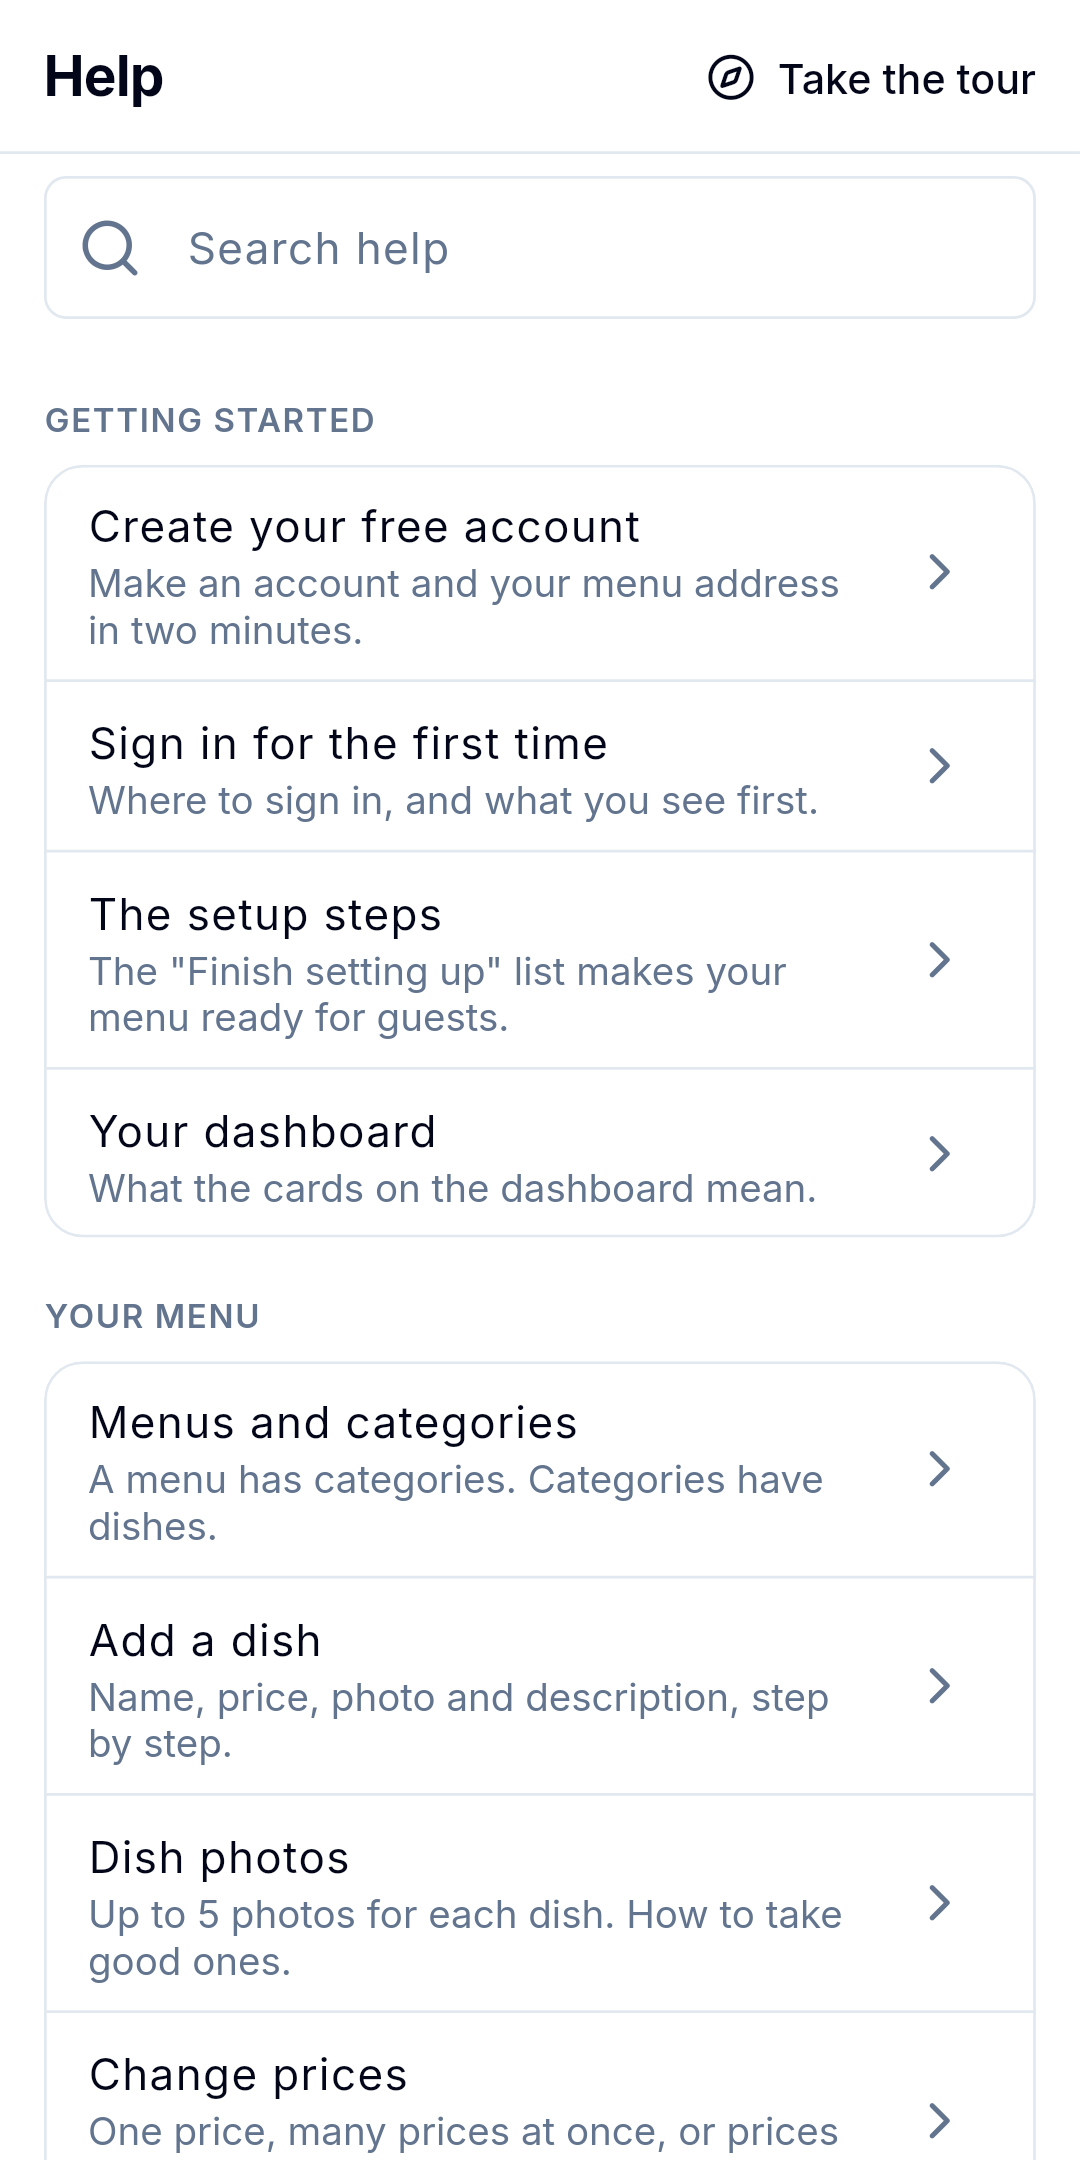 Help
Take the tour
Search help
GETTING STARTED
Create your free account
Make an account and your menu address
in two minutes.
Sign in for the first time
Where to sign in, and what you see first.
The setup steps
The "Finish setting up" list makes your
menu ready for guests.
Your dashboard
What the cards on the dashboard mean.
YOUR MENU
Menus and categories
A menu has categories. Categories have
dishes.
Add a dish
Name, price, photo and description, step
by step.
Dish photos
Up to 5 photos for each dish. How to take
good ones.
Change prices
One price, many prices at once, or prices